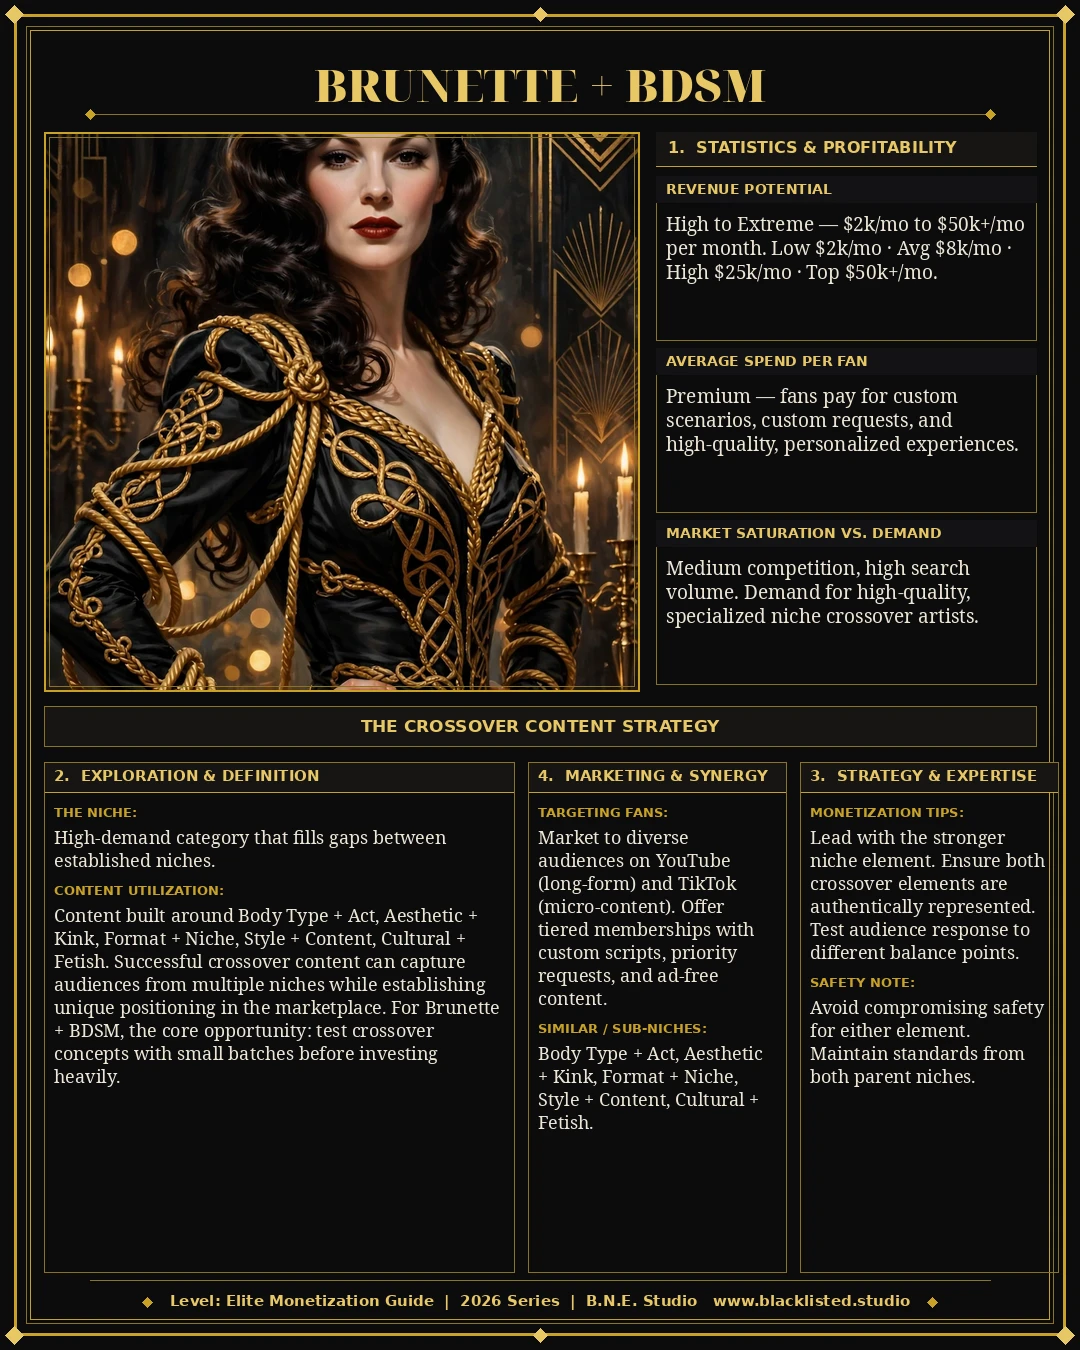 BRUNETTE + BDSM
1. STATISTICS & PROFITABILITY
REVENUE POTENTIAL
High to Extreme — $2k/mo to $50k+/mo
per month. Low $2k/mo · Avg $8k/mo ·
High $25k/mo · Top $50k+/mo.
AVERAGE SPEND PER FAN
Premium — fans pay for custom
scenarios, custom requests, and
high-quality, personalized experiences.
MARKET SATURATION VS. DEMAND
Medium competition, high search
volume. Demand for high-quality,
specialized niche crossover artists.
THE CROSSOVER CONTENT STRATEGY
2. EXPLORATION & DEFINITION
THE NICHE:
High-demand category that fills gaps between
established niches.
CONTENT UTILIZATION:
Content built around Body Type + Act, Aesthetic +
Kink, Format + Niche, Style + Content, Cultural +
Fetish. Successful crossover content can capture
audiences from multiple niches while establishing
unique positioning in the marketplace. For Brunette
+ BDSM, the core opportunity: test crossover
concepts with small batches before investing
heavily.
4. MARKETING & SYNERGY
TARGETING FANS:
Market to diverse
audiences on YouTube
(long-form) and TikTok
(micro-content). Offer
tiered memberships with
custom scripts, priority
requests, and ad-free
content.
SIMILAR / SUB-NICHES:
Body Type + Act, Aesthetic
+ Kink, Format + Niche,
Style + Content, Cultural +
Fetish.
3. STRATEGY & EXPERTISE
MONETIZATION TIPS:
Lead with the stronger
niche element. Ensure both
crossover elements are
authentically represented.
Test audience response to
different balance points.
SAFETY NOTE:
Avoid compromising safety
for either element.
Maintain standards from
both parent niches.
Level: Elite Monetization Guide | 2026 Series | B.N.E. Studio www.blacklisted.studio